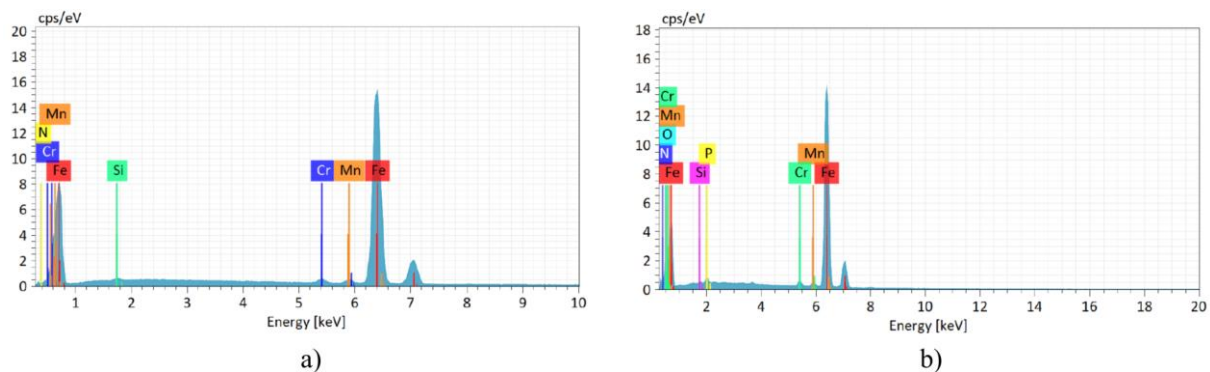 cps/eV
20
18
16
14
12
10
8
6
4
2
0
Mn
N
Cr
Fe
Si
Cr
Mn
Fe
1 2 3 4 5 6 7 8 9 10
Energy [keV]
a)
cps/eV
18
16
14
12
10
8
6
4
2
0
Cr
Mn
O
N
Fe
Si
P
Cr
Mn
Fe
2 4 6 8 10 12 14 16 18 20
Energy [keV]
b)